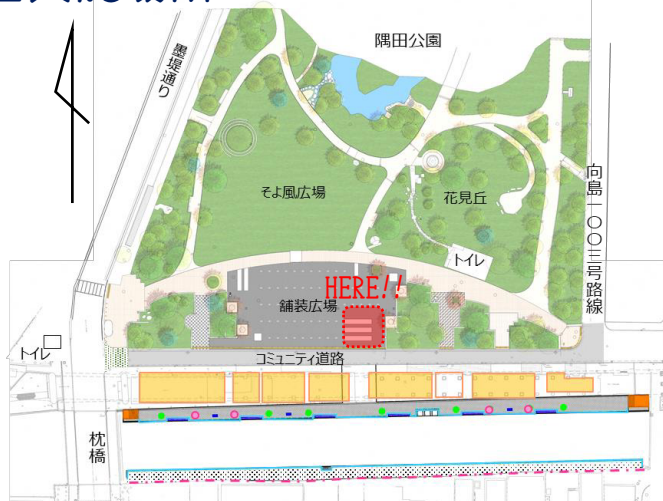 隅田公園
墨堤通り
そよ風広場
花見丘
向島一〇〇三号路線
トイレ
HERE!!
舗装広場
トイレ
コミュニティ道路
枕橋